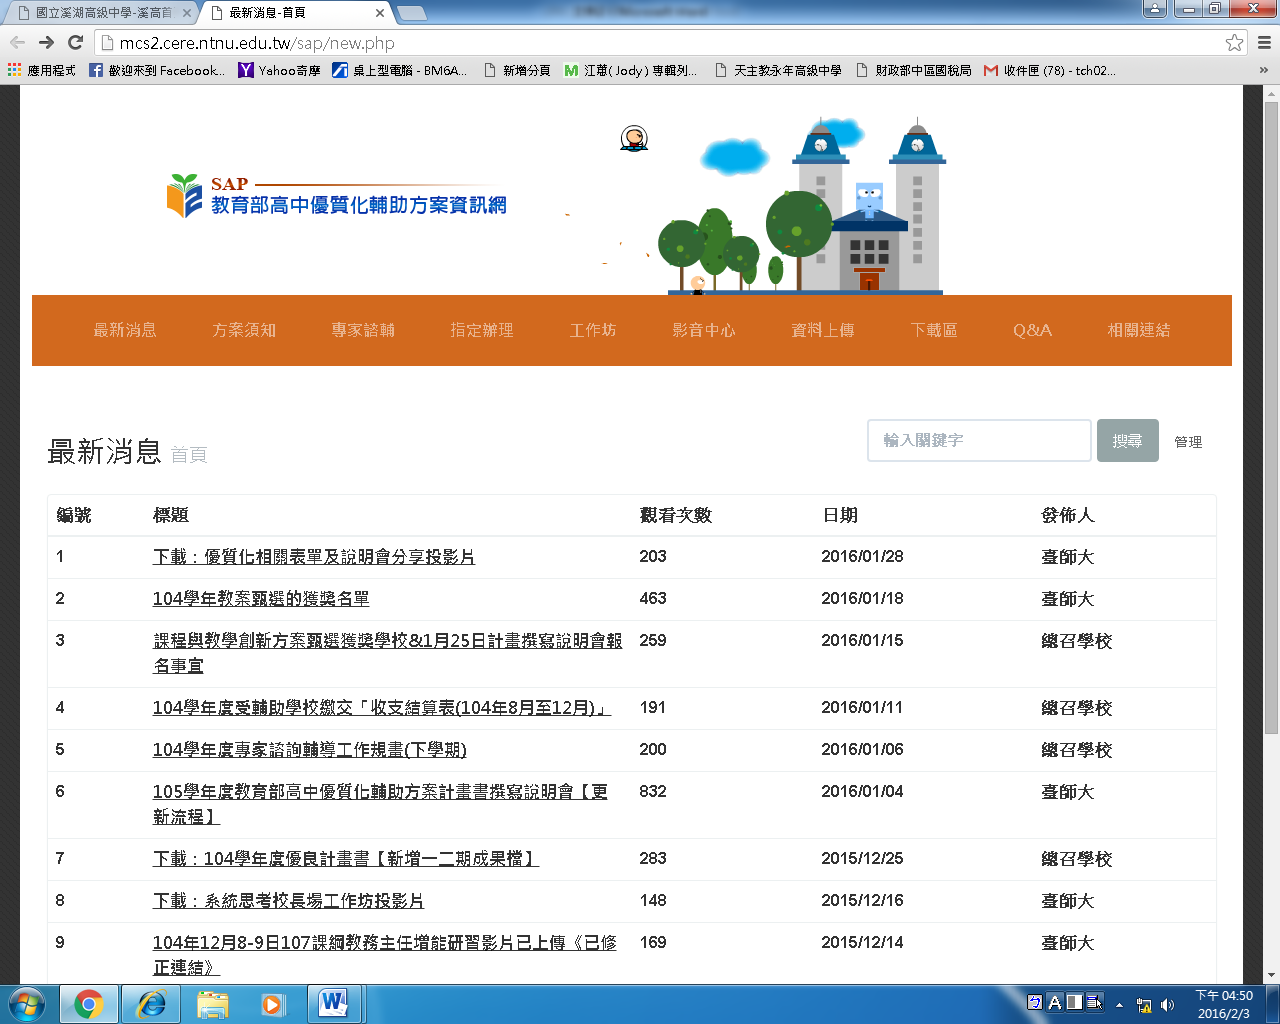 國立溪湖高級中學-溪高首
最新消息-首頁
mcs2.cere.ntnu.edu.tw/sap/new.php
應用程式
歡迎來到 Facebook...
Yahoo奇摩
桌上型電腦 - BM6A...
新增分頁
江蕙( Jody ) 專輯列...
天主教永年高級中學
財政部中區國稅局
收件匣 (78) - tch02...
»
SAP
教育部高中優質化輔助方案資訊網
最新消息 方案須知 專家諮輔 指定辦理 工作坊 影音中心 資料上傳 下載區 Q&A 相關連結
最新消息 首頁
輸入關鍵字 搜尋 管理
編號 標題 觀看次數 日期 發佈人
1 下載：優質化相關表單及說明會分享投影片 203 2016/01/28 臺師大
2 104學年教案甄選的獲獎名單 463 2016/01/18 臺師大
3 課程與教學創新方案甄選獲獎學校&1月25日計畫撰寫說明會報 259 2016/01/15 總召學校
名事宜
4 104學年度受輔助學校繳交「收支結算表(104年8月至12月)」 191 2016/01/11 總召學校
5 104學年度專家諮詢輔導工作規畫(下學期) 200 2016/01/06 總召學校
6 105學年度教育部高中優質化輔助方案計畫書撰寫說明會【更 832 2016/01/04 臺師大
新流程】
7 下載：104學年度優良計畫書【新增一二期成果檔】 283 2015/12/25 總召學校
8 下載：系統思考校長場工作坊投影片 148 2015/12/16 臺師大
9 104年12月8-9日107課綱教務主任增能研習影片已上傳《已修 169 2015/12/14 臺師大
正連結》
下午 04:50
2016/2/3